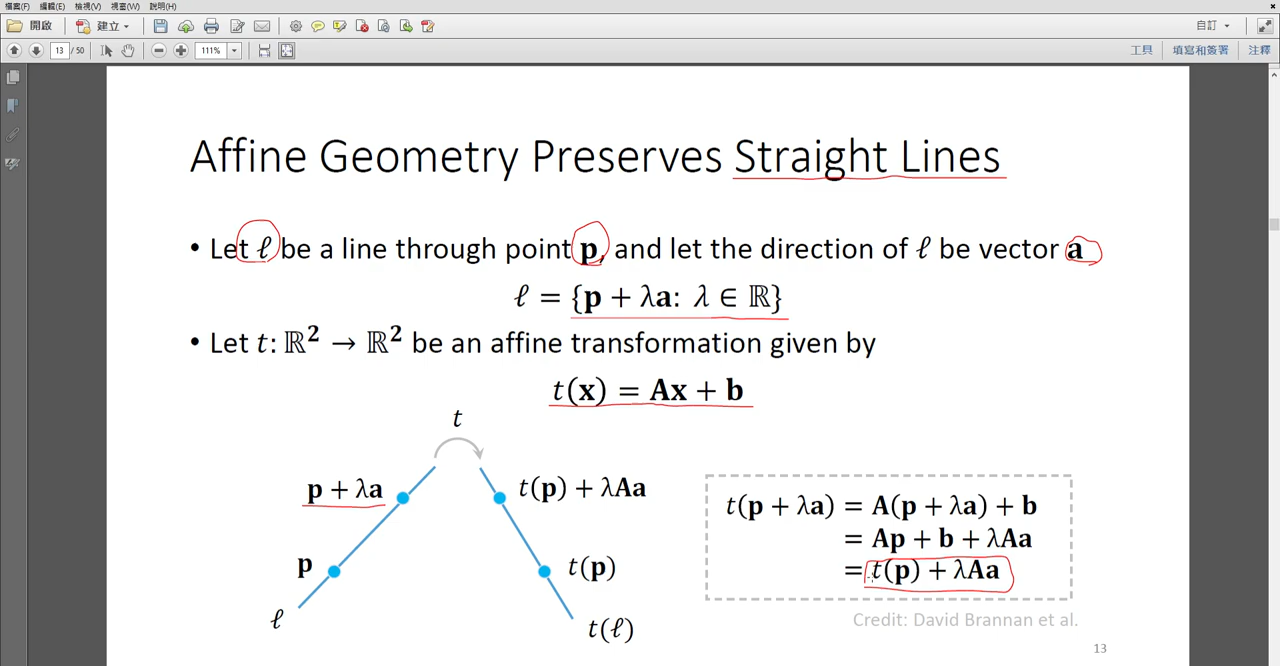 檔案(F) 編輯(E) 檢視(V) 視窗(W) 說明(H)
開啟 建立 自訂
13 / 50 111% 工具 填寫和簽署 注釋
Affine Geometry Preserves Straight Lines
• Let ℓ be a line through point p, and let the direction of ℓ be vector a
ℓ = {p + λa: λ ∈ ℝ}
• Let t: ℝ² → ℝ² be an affine transformation given by
t(x) = Ax + b
t
p + λa
t(p) + λAa
p
t(p)
ℓ
t(ℓ)
t(p + λa) = A(p + λa) + b
= Ap + b + λAa
= t(p) + λAa
Credit: David Brannan et al.
13